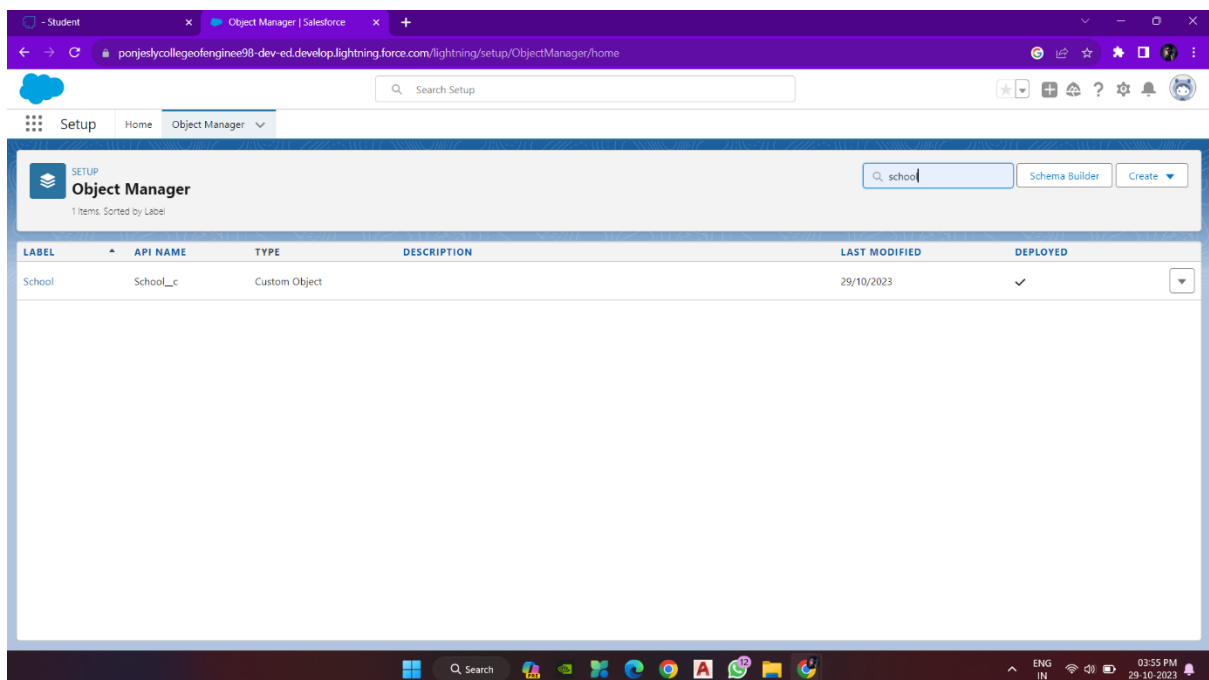 - Student
Object Manager | Salesforce
ponjeslycollegeofenginee98-dev-ed.develop.lightning.force.com/lightning/setup/ObjectManager/home
Search Setup
Setup Home Object Manager
SETUP
Object Manager
1 Items, Sorted by Label
school
Schema Builder
Create
LABEL API NAME TYPE DESCRIPTION LAST MODIFIED DEPLOYED
School School__c Custom Object 29/10/2023
Search
12
ENG
IN
03:55 PM
29-10-2023